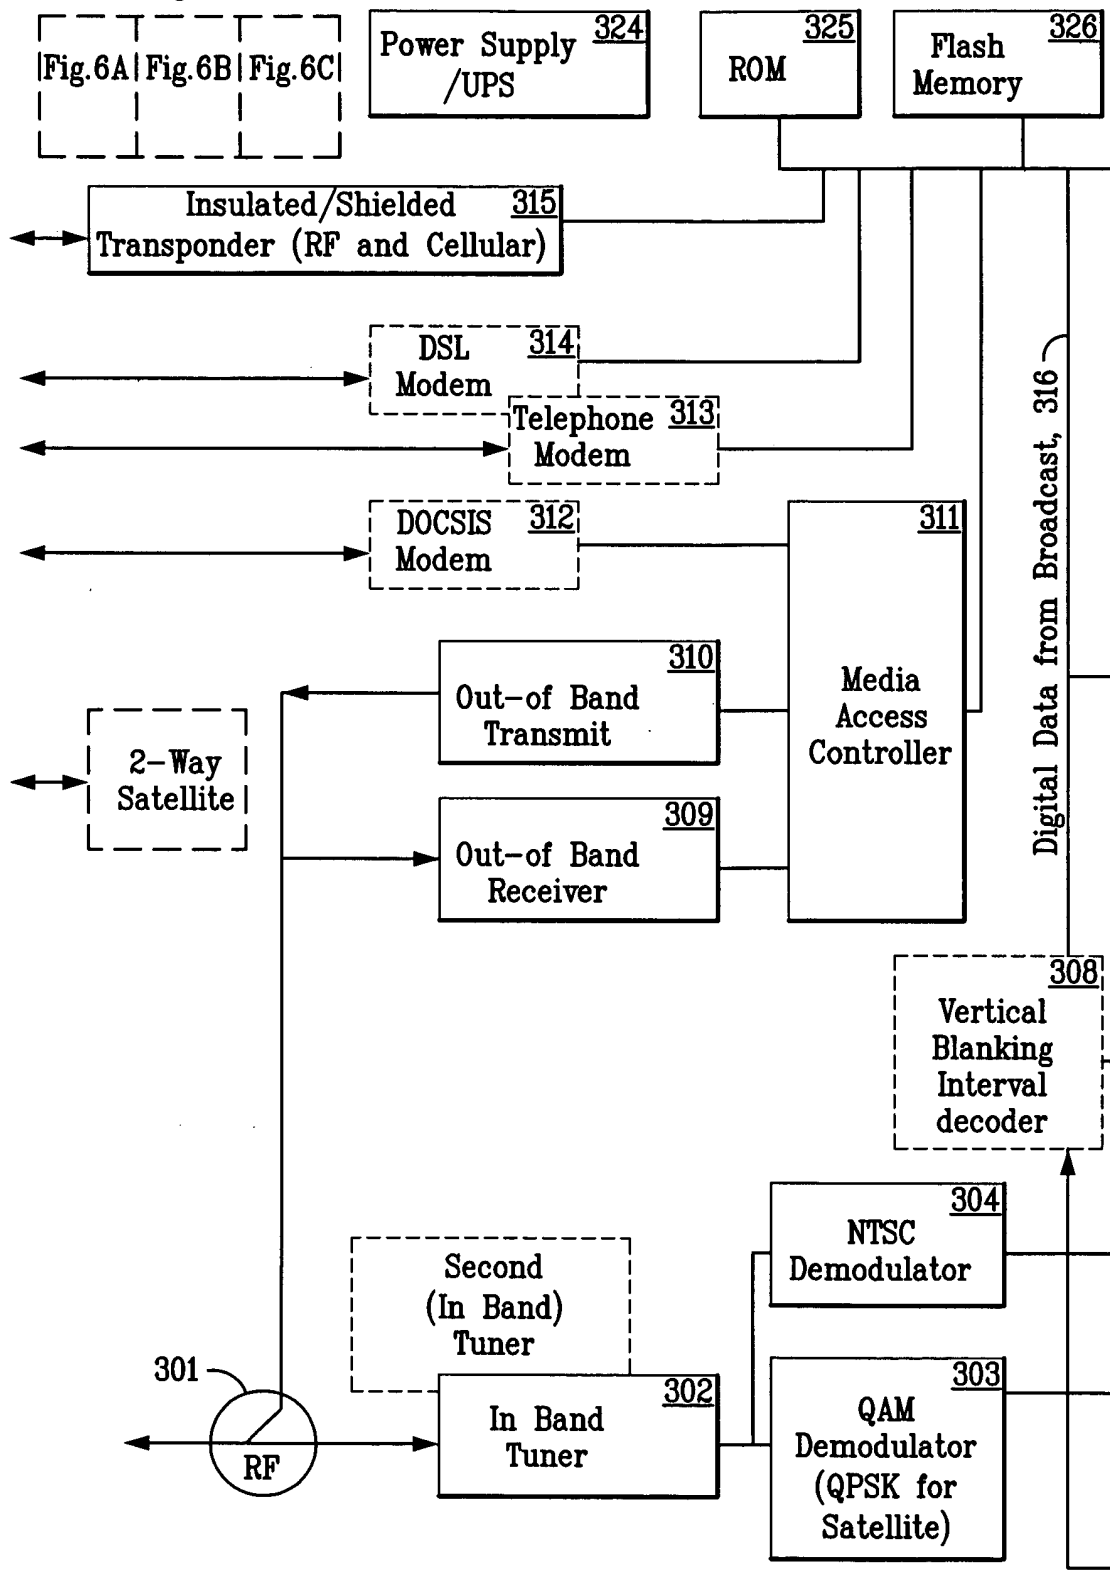 Fig.6A Fig.6B Fig.6C
324
Power Supply
/UPS
325
ROM
326
Flash
Memory
Insulated/Shielded 315
Transponder (RF and Cellular)
DSL 314
Modem
Telephone 313
Modem
DOCSIS 312
Modem
311
Media
Access
Controller
Digital Data from Broadcast, 316
310
Out-of Band
Transmit
2-Way
Satellite
309
Out-of Band
Receiver
308
Vertical
Blanking
Interval
decoder
304
NTSC
Demodulator
Second
(In Band)
Tuner
301
RF
302
In Band
Tuner
303
QAM
Demodulator
(QPSK for
Satellite)